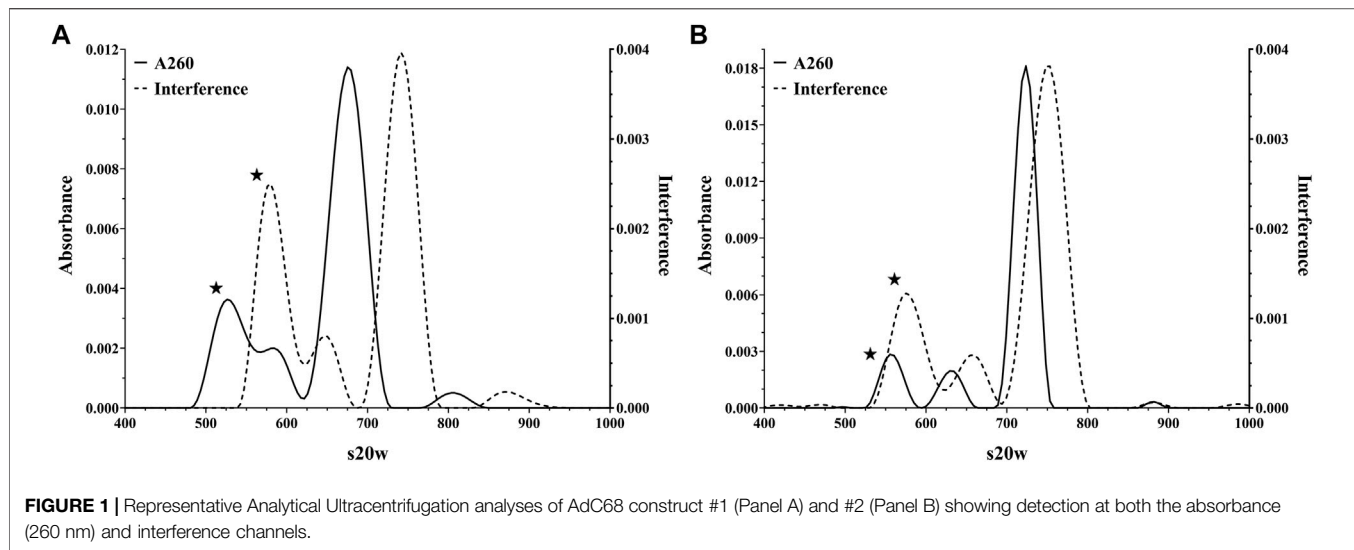 A
A260
Interference
0.012
0.010
0.008
0.006
0.004
0.002
0.000
Absorbance
0.004
0.003
0.002
0.001
0.000
Interference
400 500 600 700 800 900 1000
s20w
B
A260
Interference
0.018
0.015
0.012
0.009
0.006
0.003
0.000
Absorbance
0.004
0.003
0.002
0.001
0.000
Interference
400 500 600 700 800 900 1000
s20w
FIGURE 1 | Representative Analytical Ultracentrifugation analyses of AdC68 construct #1 (Panel A) and #2 (Panel B) showing detection at both the absorbance
(260 nm) and interference channels.